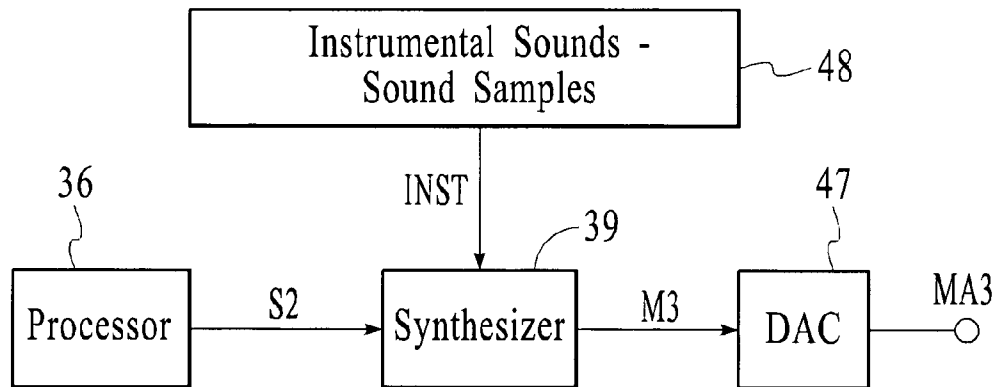 Instrumental Sounds -
Sound Samples
48
INST
36
39
47
Processor
S2
Synthesizer
M3
DAC
MA3